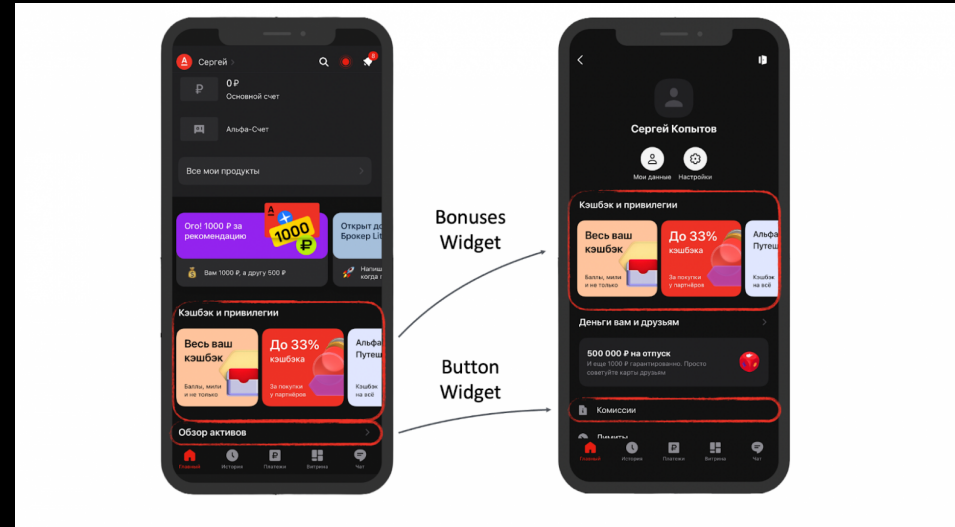 Сергей
8
0 ₽
Основной счет
Альфа-Счет
Все мои продукты
Ого! 1000 ₽ за
рекомендацию
1000
₽
Вам 1000 ₽, а другу 500 ₽
Открыт до
Брокер Lit
Напиш
когда п
Кэшбэк и привилегии
Весь ваш
кэшбэк
Баллы, мили
и не только
До 33%
кэшбэка
За покупки
у партнёров
Альфа
Путеш
Кэшбэк
на всё
Обзор активов
Главный
История
Платежи
Витрина
Чат
Bonuses
Widget
Button
Widget
Сергей Копытов
Мои данные
Настройки
Кэшбэк и привилегии
Весь ваш
кэшбэк
Баллы, мили
и не только
До 33%
кэшбэка
За покупки
у партнёров
Альфа
Путеш
Кэшбэк
на всё
Деньги вам и друзьям
500 000 ₽ на отпуск
И еще 1000 ₽ гарантированно. Просто
советуйте карты друзьям
Комиссии
Лимиты
Главный
История
Платежи
Витрина
Чат